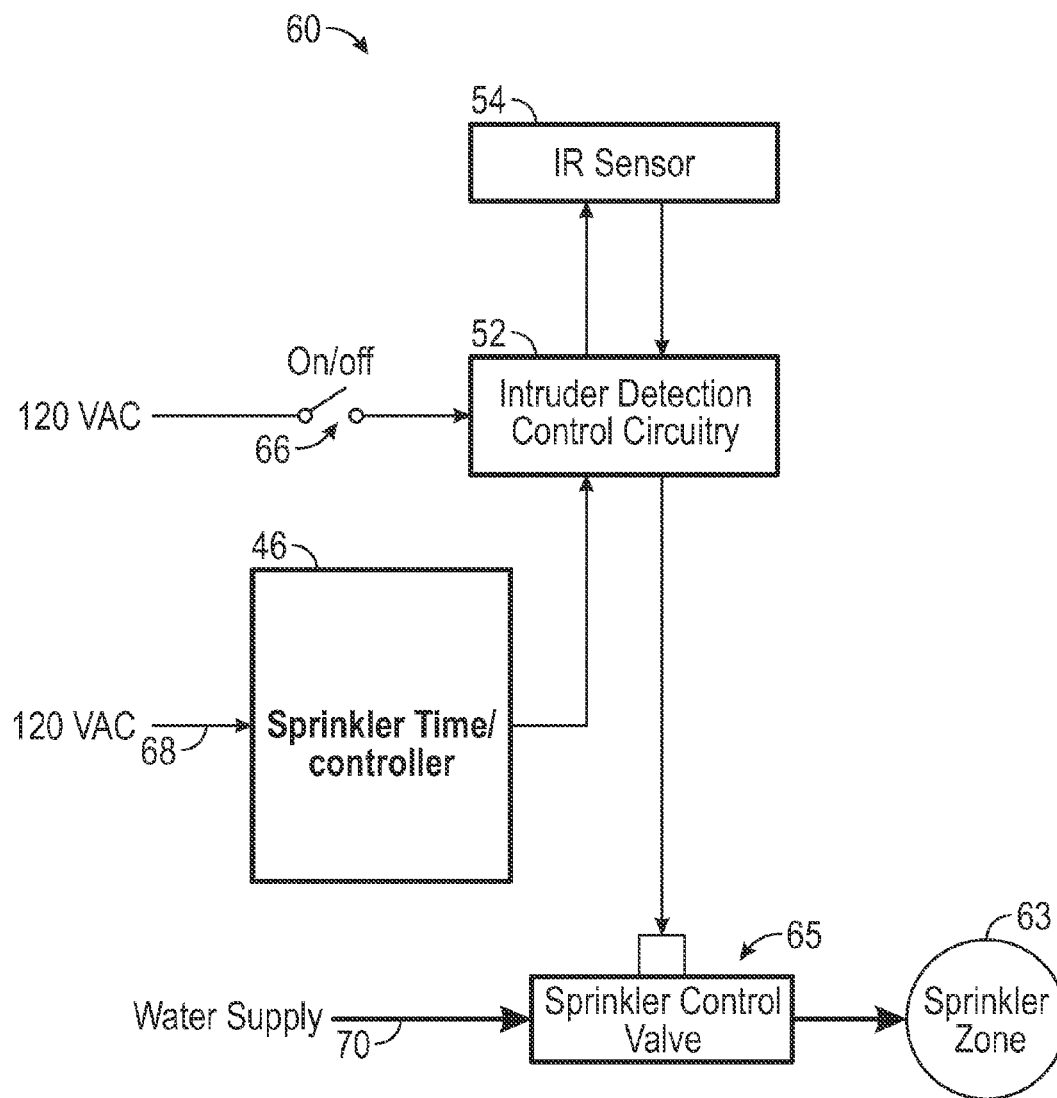 60
54
IR Sensor
52
On/off
120 VAC
66
Intruder Detection
Control Circuitry
46
120 VAC
68
Sprinkler Time/
controller
65
63
Water Supply
70
Sprinkler Control
Valve
Sprinkler
Zone